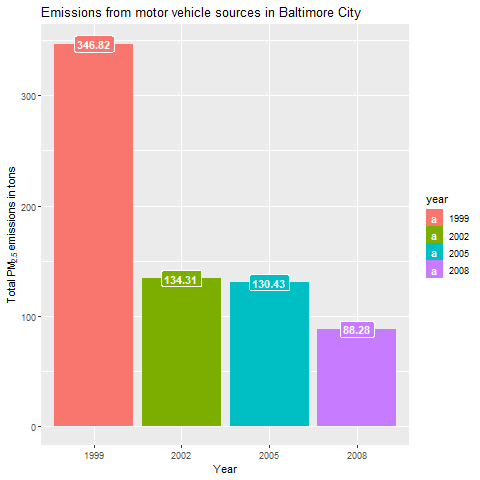 Emissions from motor vehicle sources in Baltimore City
Total PM2.5 emissions in tons
300
200
100
0
346.82
134.31
130.43
88.28
1999
2002
2005
2008
Year
year
a 1999
a 2002
a 2005
a 2008